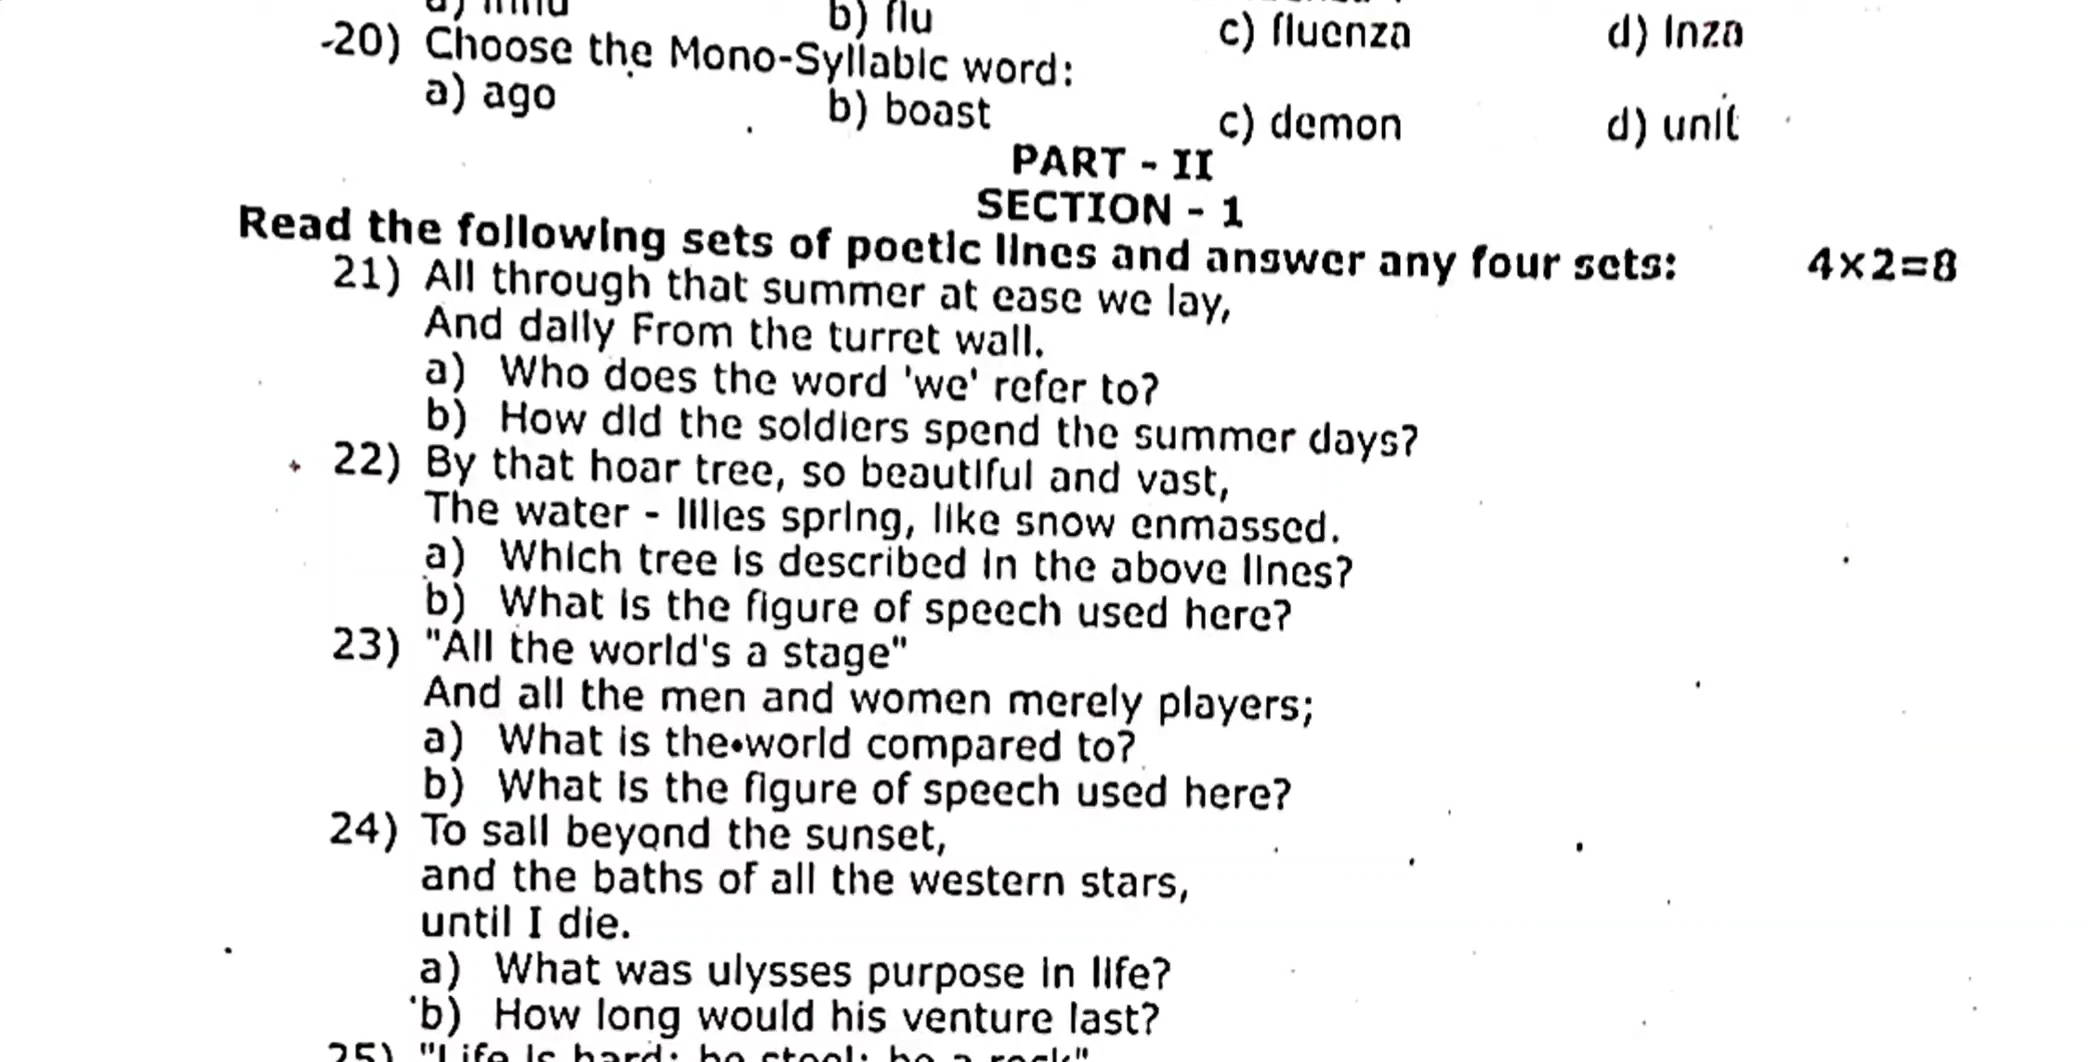 b) flu c) fluenza d) Inza
-20) Choose the Mono-Syllabic word:
a) ago b) boast c) demon d) unit
PART - II
SECTION - 1
Read the following sets of poetic lines and answer any four sets: 4x2=8
21) All through that summer at ease we lay,
And daily From the turret wall.
a) Who does the word 'we' refer to?
b) How did the soldiers spend the summer days?
22) By that hoar tree, so beautiful and vast,
The water - lilies spring, like snow enmassed.
a) Which tree is described in the above lines?
b) What is the figure of speech used here?
23) "All the world's a stage"
And all the men and women merely players;
a) What is the world compared to?
b) What is the figure of speech used here?
24) To sail beyond the sunset,
and the baths of all the western stars,
until I die.
a) What was ulysses purpose in life?
b) How long would his venture last?
25) "Life is hard; be steel; be a rock"